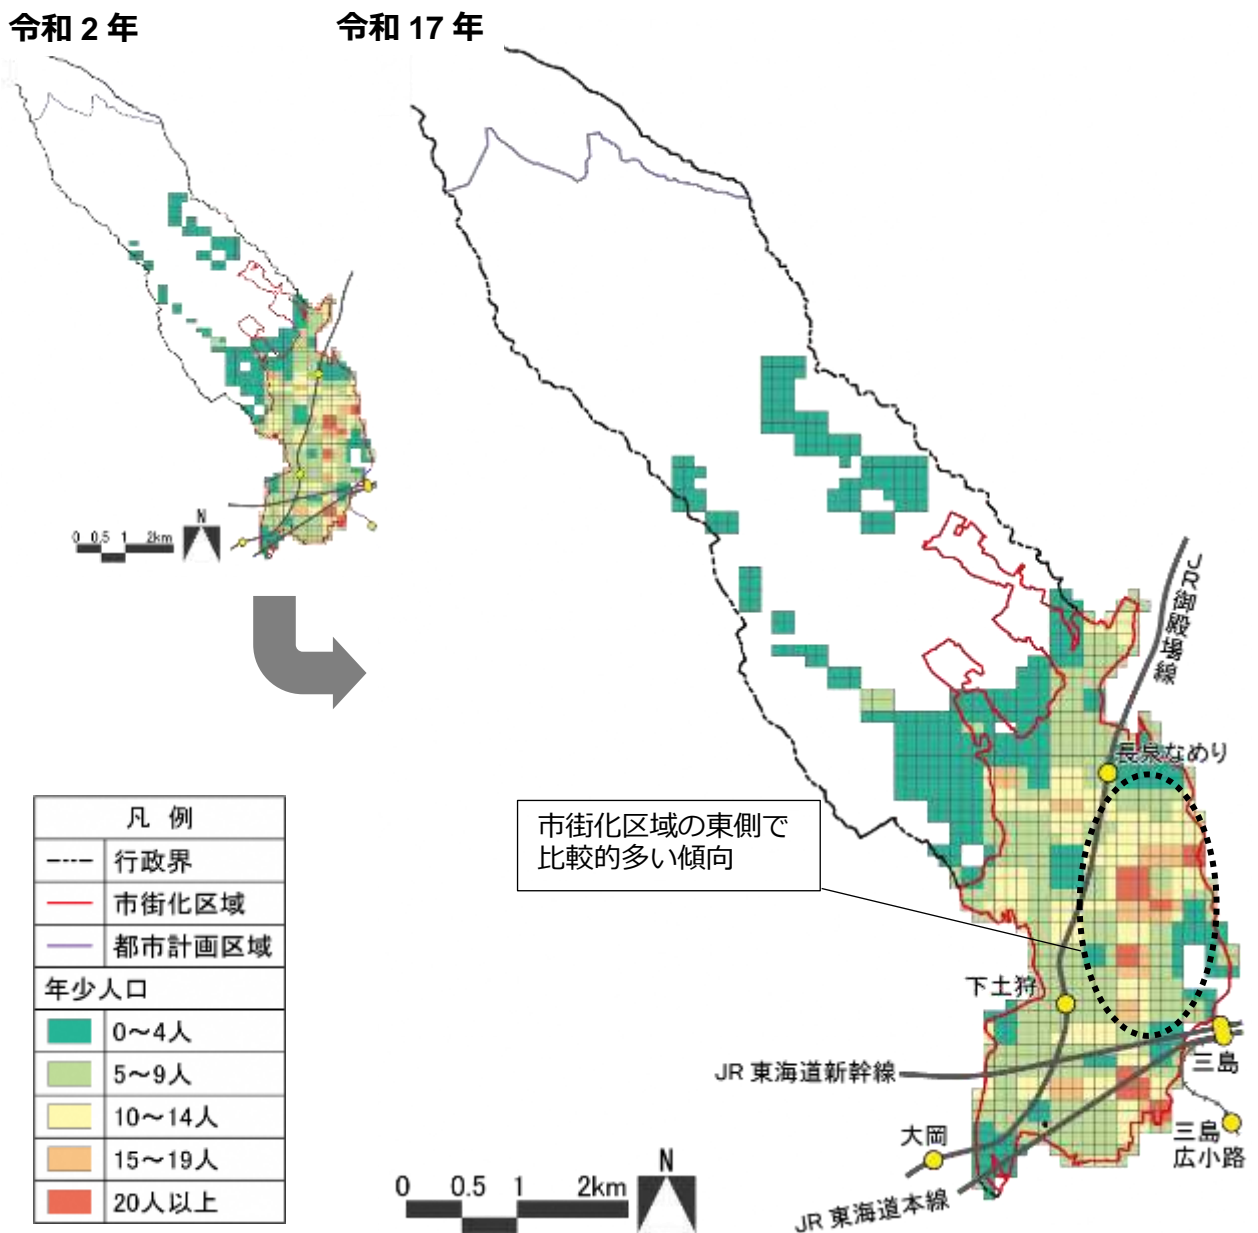 令和 2 年
令和 17 年
N
0 0.5 1 2km
JR御殿場線
長泉なめり
市街化区域の東側で
比較的多い傾向
下土狩
三島
JR 東海道新幹線
三島
広小路
大岡
JR 東海道本線
N
0 0.5 1 2km
凡 例
行政界
市街化区域
都市計画区域
年少人口
0～4人
5～9人
10～14人
15～19人
20人以上